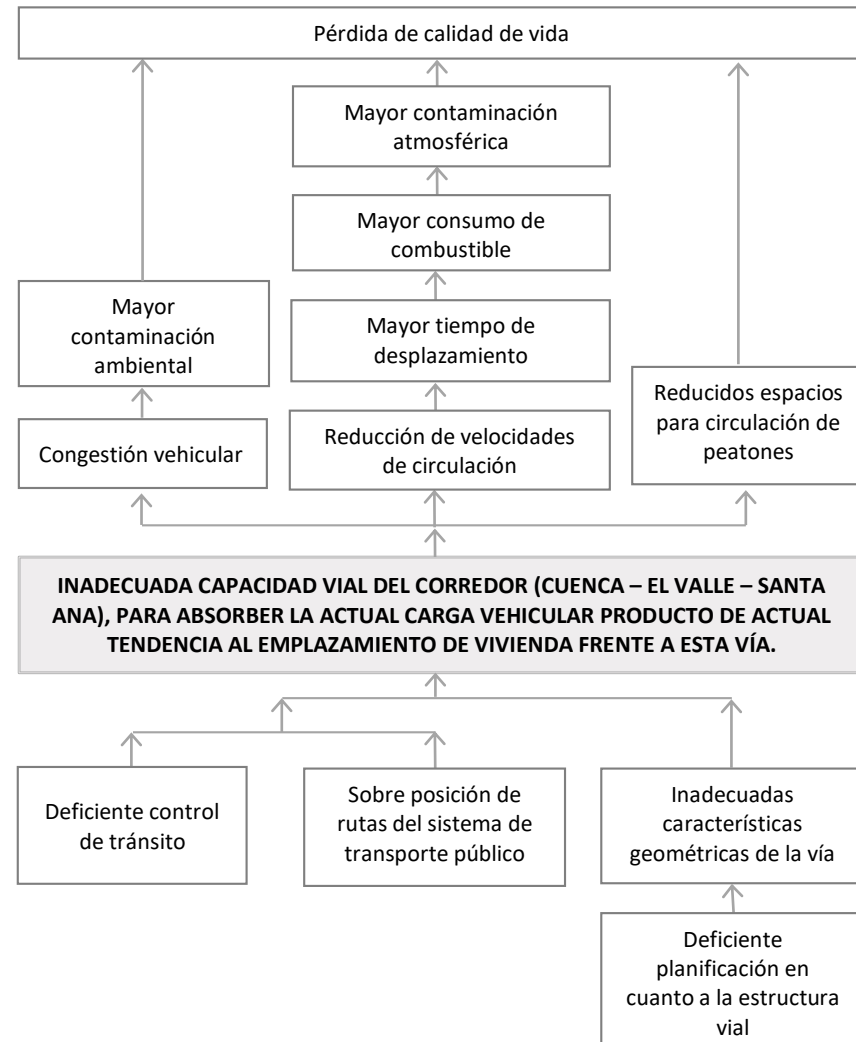 Pérdida de calidad de vida
Mayor contaminación
atmosférica
Mayor consumo de
combustible
Mayor
contaminación
ambiental
Mayor tiempo de
desplazamiento
Reducidos espacios
para circulación de
peatones
Congestión vehicular
Reducción de velocidades
de circulación
INADECUADA CAPACIDAD VIAL DEL CORREDOR (CUENCA – EL VALLE – SANTA
ANA), PARA ABSORBER LA ACTUAL CARGA VEHICULAR PRODUCTO DE ACTUAL
TENDENCIA AL EMPLAZAMIENTO DE VIVIENDA FRENTE A ESTA VÍA.
Deficiente control
de tránsito
Sobre posición de
rutas del sistema de
transporte público
Inadecuadas
características
geométricas de la vía
Deficiente
planificación en
cuanto a la estructura
vial